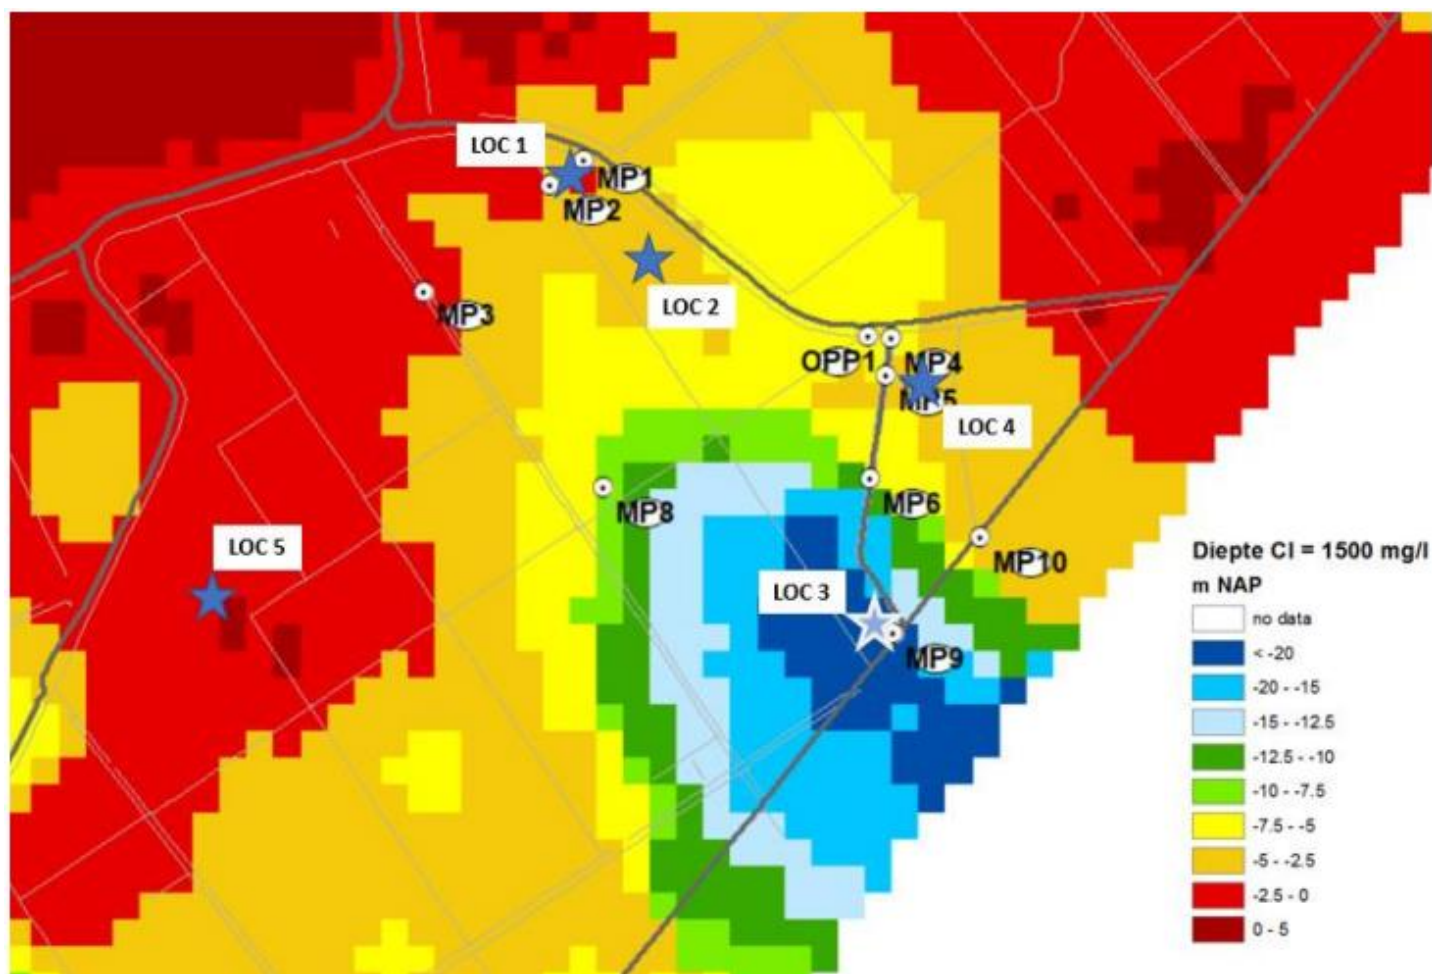 LOC 1
MP1
MP2
LOC 2
MP3
OPP1
MP4
MP5
LOC 4
MP8
MP6
LOC 5
MP10
LOC 3
MP9
Diepte Cl = 1500 mg/l
m NAP
no data
< -20
-20 - -15
-15 - -12.5
-12.5 - -10
-10 - -7.5
-7.5 - -5
-5 - -2.5
-2.5 - 0
0 - 5